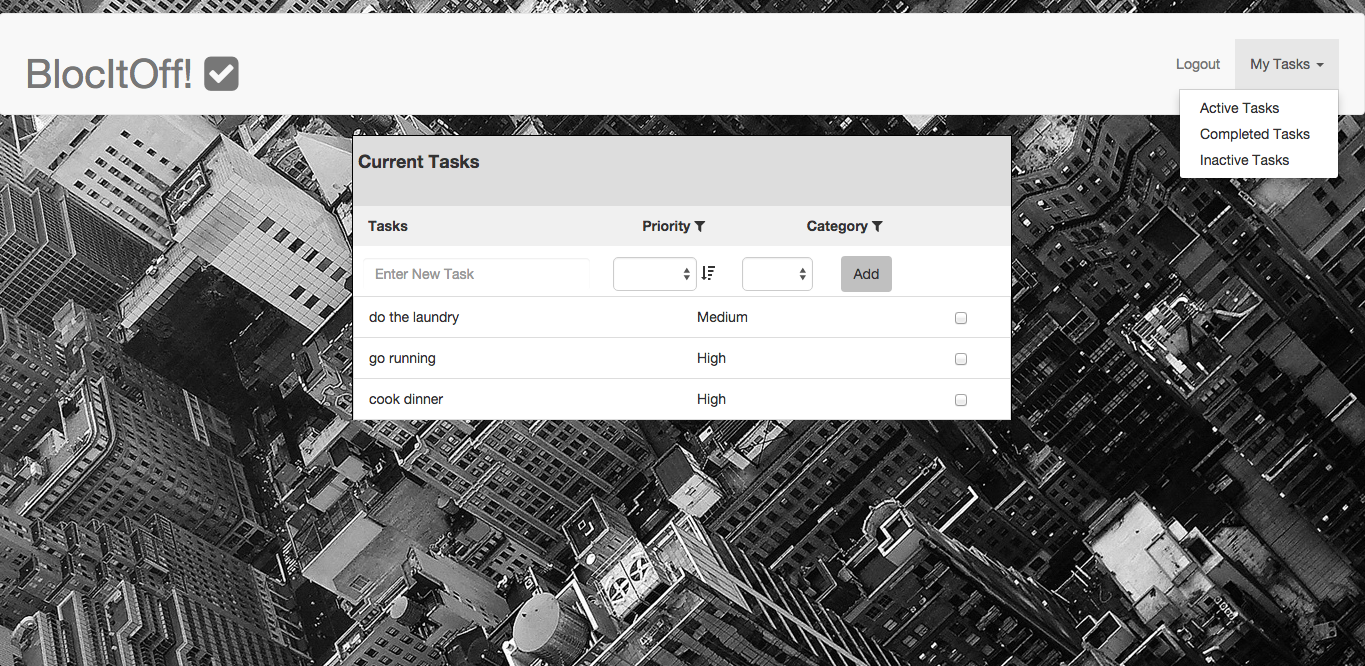 BlocItOff!
Logout My Tasks
Active Tasks
Completed Tasks
Inactive Tasks
Current Tasks
Tasks Priority Category
Enter New Task Add
do the laundry Medium
go running High
cook dinner High